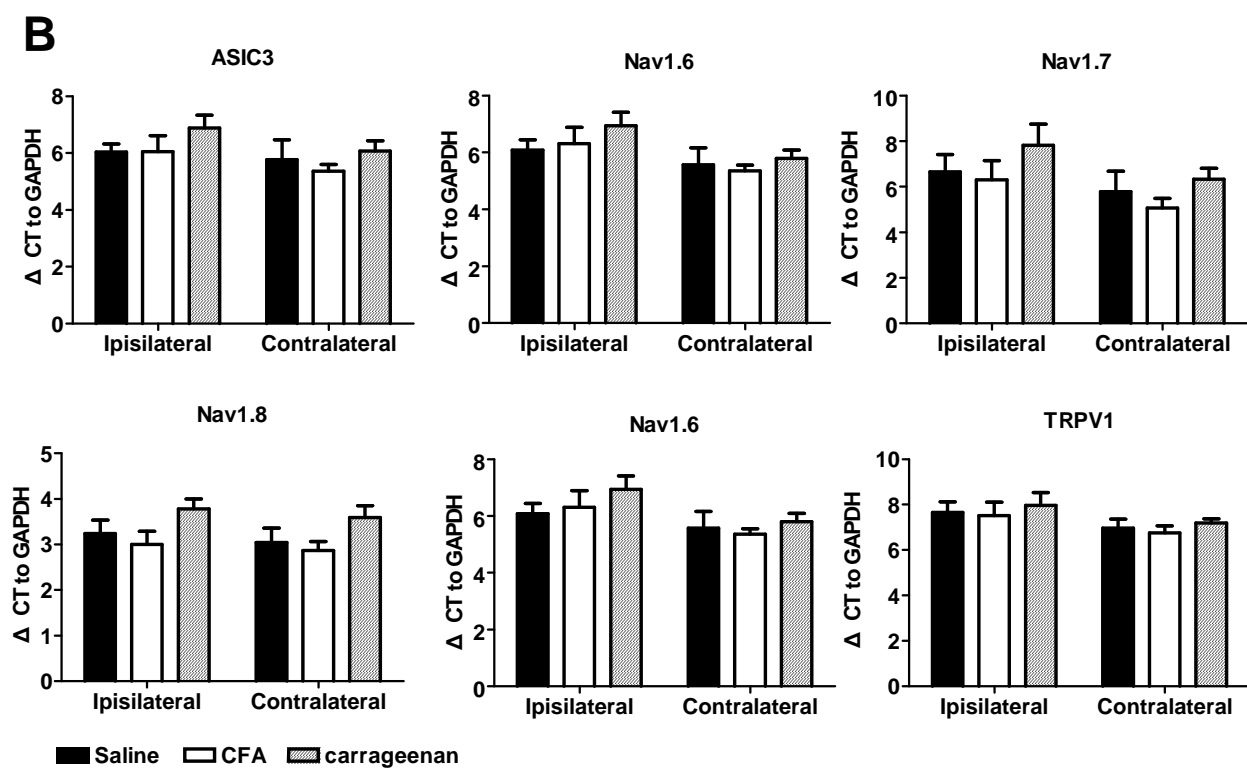 B
ASIC3
Nav1.6
Nav1.7
Δ CT to GAPDH
8
6
4
2
0
Ipisilateral Contralateral
Δ CT to GAPDH
8
6
4
2
0
Ipsilateral Contralateral
Δ CT to GAPDH
10
8
6
4
2
0
Ipsilateral Contralateral
Nav1.8
Nav1.6
TRPV1
Δ CT to GAPDH
5
4
3
2
1
0
Ipisilateral Contralateral
Δ CT to GAPDH
8
6
4
2
0
Ipisilateral Contralateral
Δ CT to GAPDH
10
8
6
4
2
0
Ipisilateral Contralateral
Saline CFA carrageenan